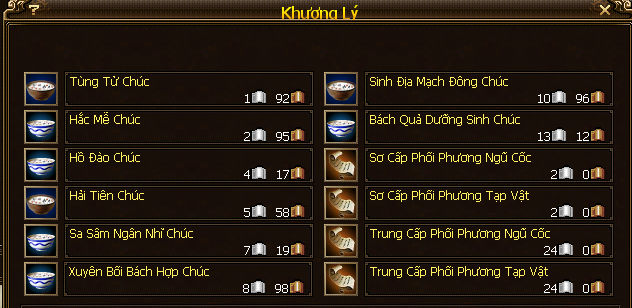 ?
Khương Lý
Tùng Tử Chúc
1 92
Hắc Mễ Chúc
2 95
Hồ Đào Chúc
4 17
Hải Tiên Chúc
5 58
Sa Sâm Ngân Nhĩ Chúc
7 19
Xuyên Bối Bách Hợp Chúc
8 98
Sinh Địa Mạch Đông Chúc
10 96
Bách Quả Dưỡng Sinh Chúc
13 12
Sơ Cấp Phối Phương Ngũ Cốc
2 0
Sơ Cấp Phối Phương Tạp Vật
2 0
Trung Cấp Phối Phương Ngũ Cốc
24 0
Trung Cấp Phối Phương Tạp Vật
24 0